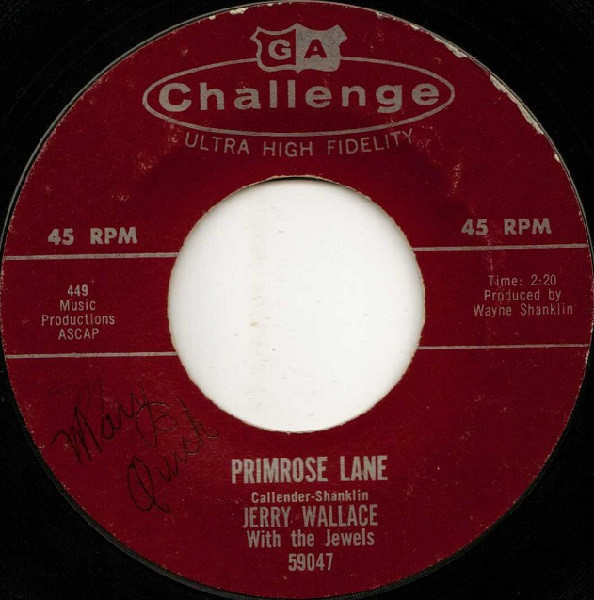 GA
Challenge
ULTRA HIGH FIDELITY
45 RPM
45 RPM
449
Music
Productions
ASCAP
Time: 2:20
Produced by
Wayne Shanklin
PRIMROSE LANE
Callender-Shanklin
JERRY WALLACE
With the Jewels
59047